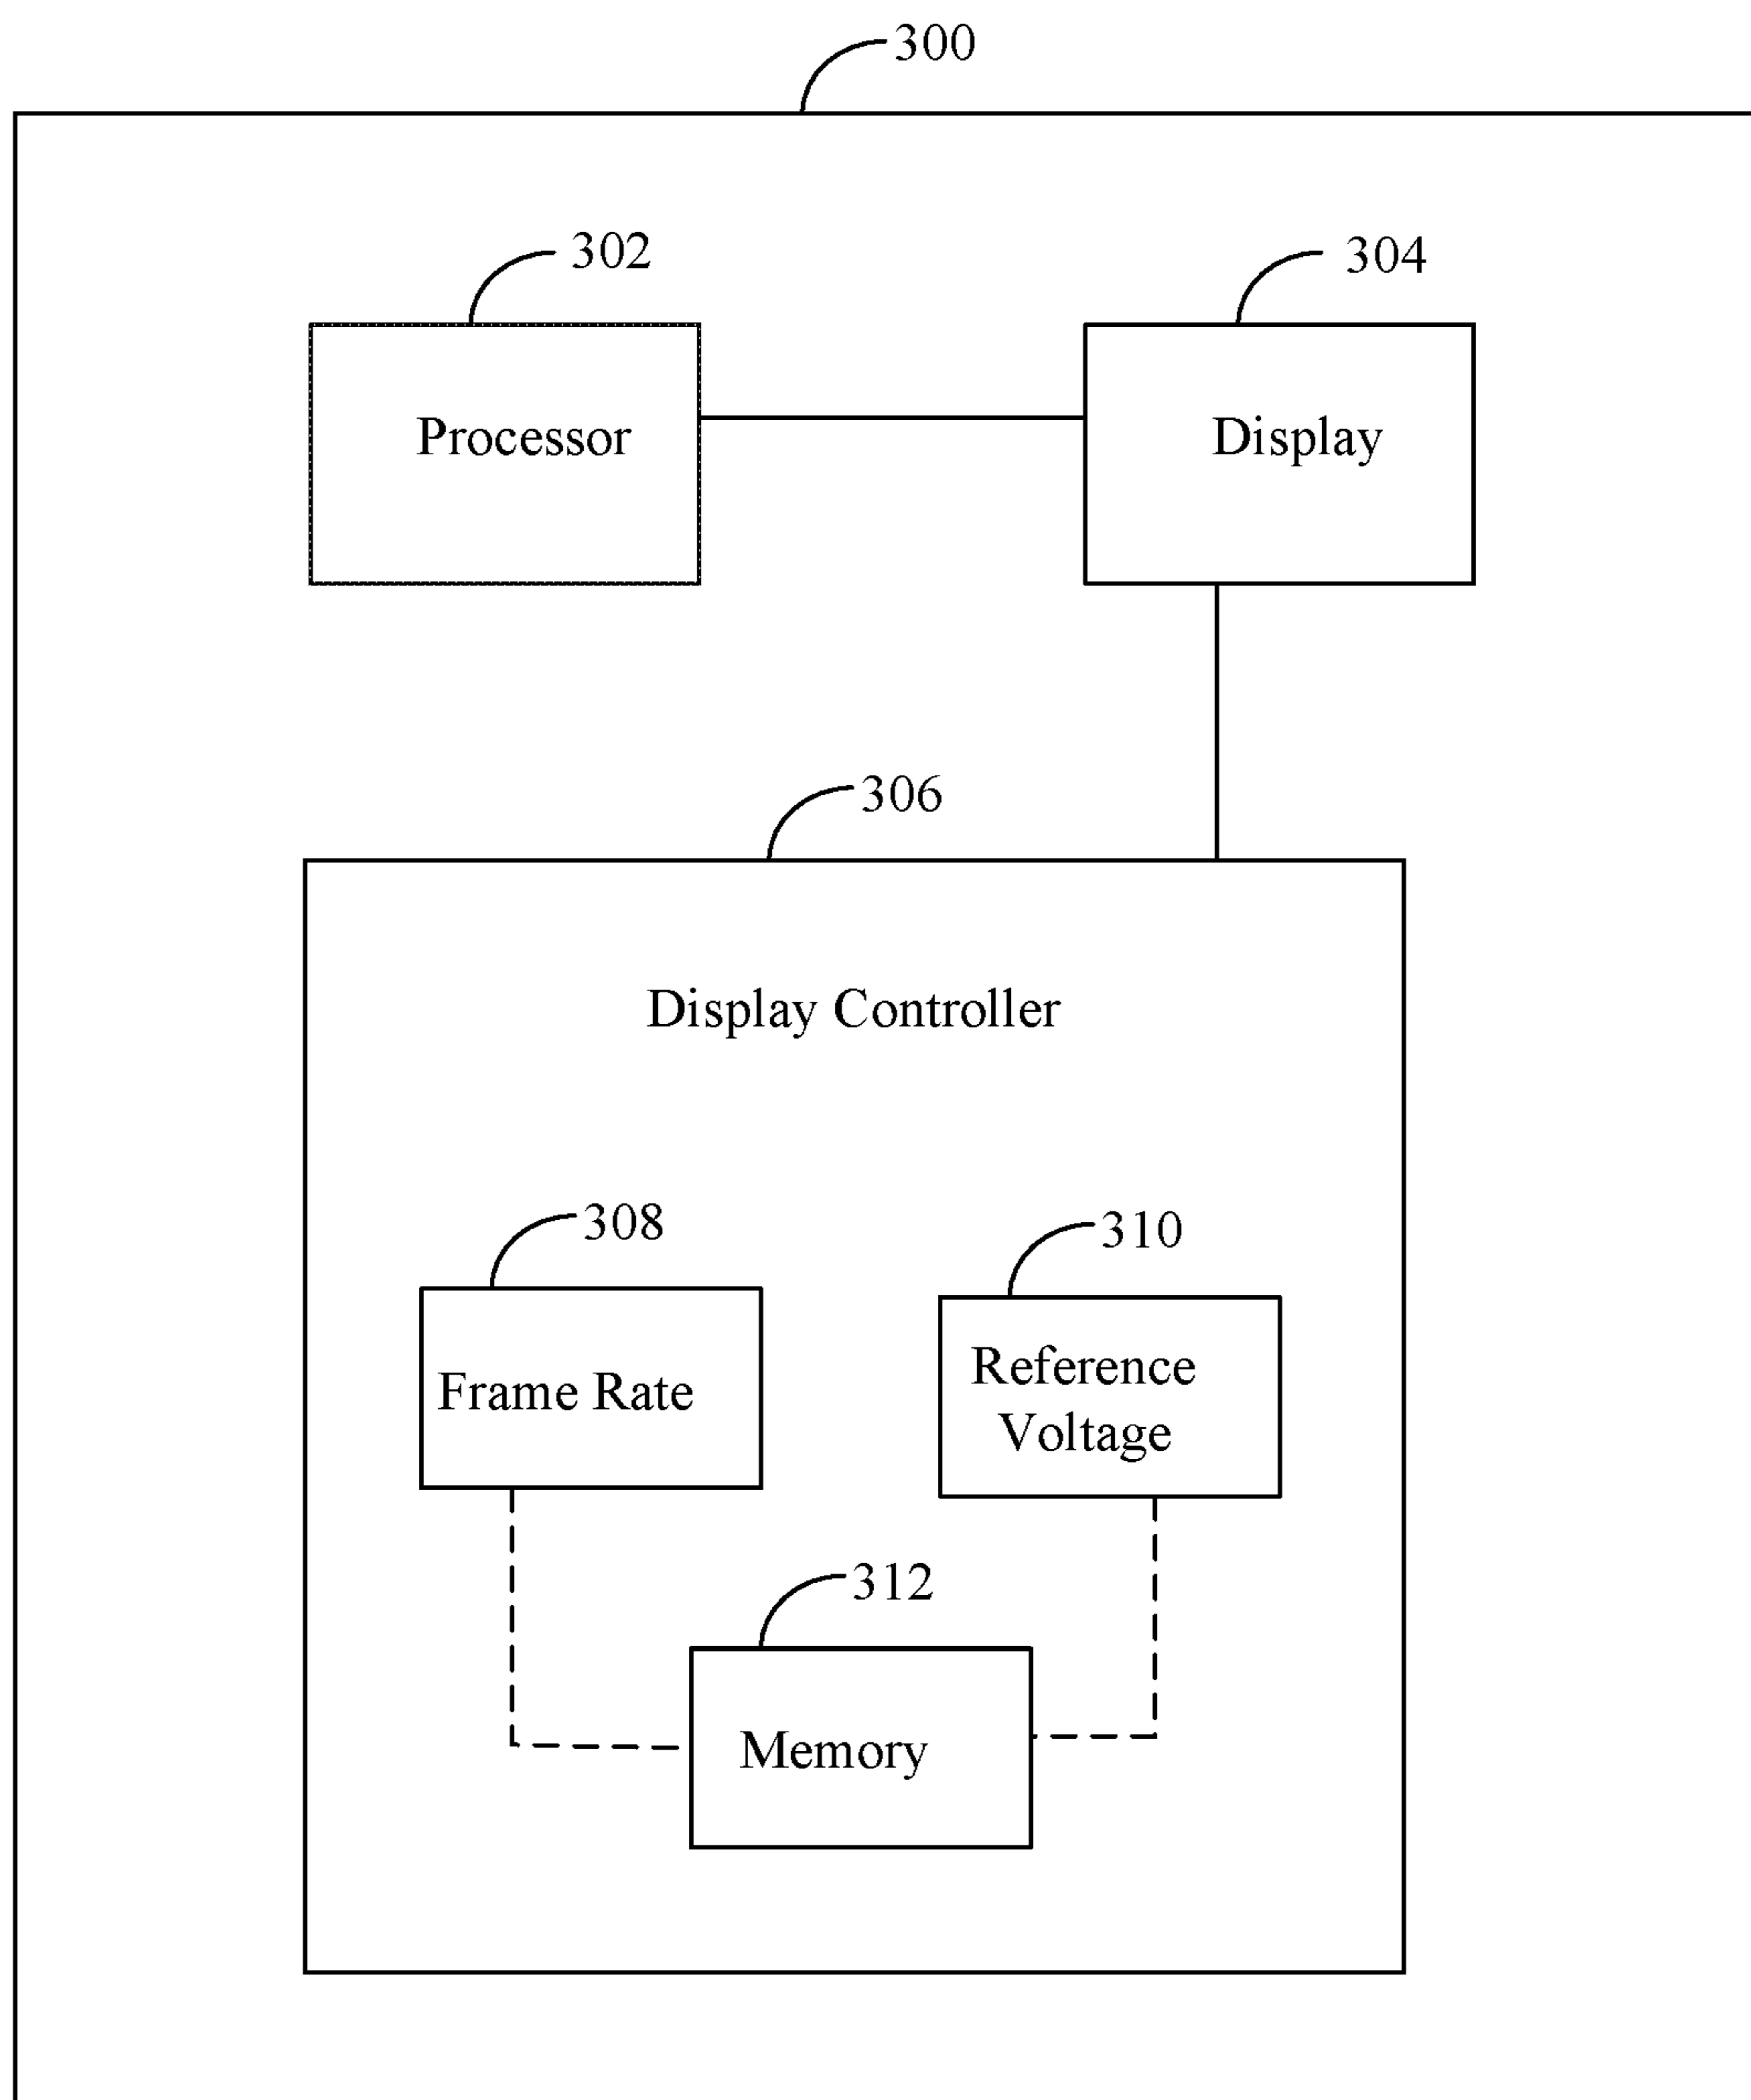 300
302
304
Processor
Display
306
Display Controller
308
310
Frame Rate
Reference
Voltage
312
Memory